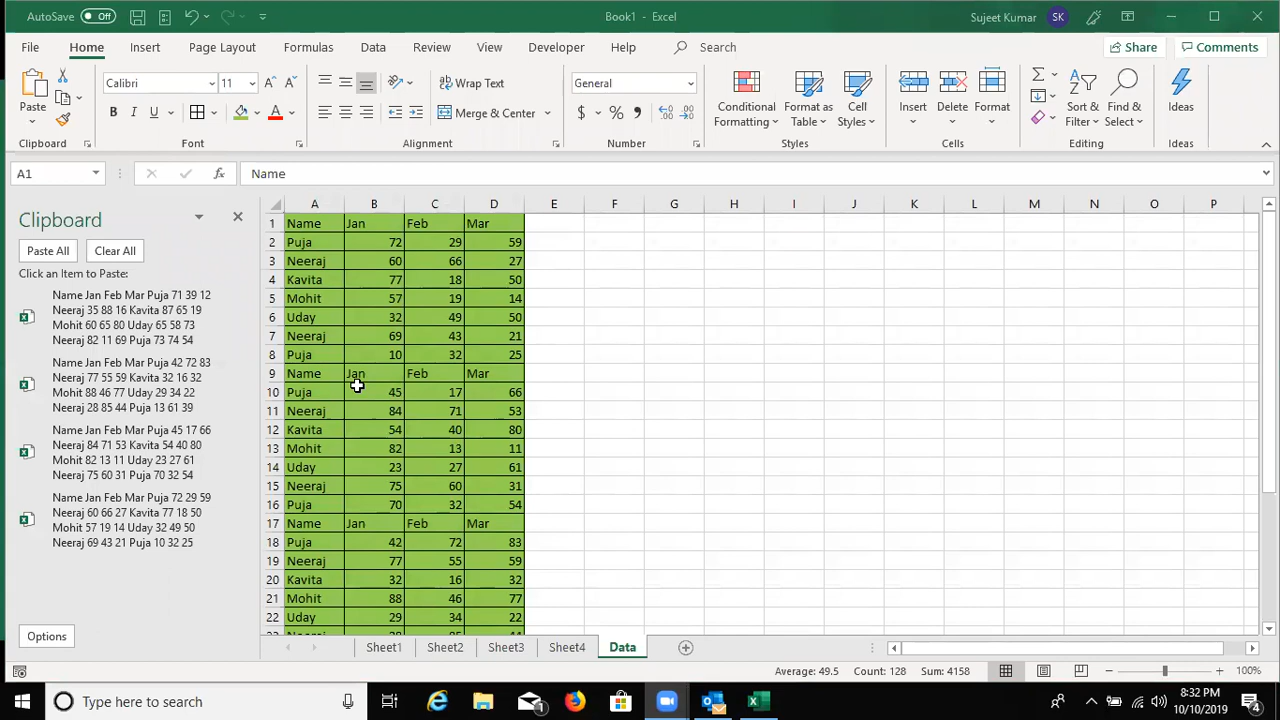 AutoSave Off Book1 - Excel Sujeet Kumar SK
File Home Insert Page Layout Formulas Data Review View Developer Help Search Share Comments
Paste Calibri 11 Wrap Text General Conditional Formatting Format as Table Cell Styles Insert Delete Format Sort & Filter Find & Select Ideas
B I U Merge & Center $ % ,
Clipboard Font Alignment Number Styles Cells Editing Ideas
A1 fx Name
Clipboard
Paste All Clear All
Click an Item to Paste:
Name Jan Feb Mar Puja 71 39 12
Neeraj 35 88 16 Kavita 87 65 19
Mohit 60 65 80 Uday 65 58 73
Neeraj 82 11 69 Puja 73 74 54
Name Jan Feb Mar Puja 42 72 83
Neeraj 77 55 59 Kavita 32 16 32
Mohit 88 46 77 Uday 29 34 22
Neeraj 28 85 44 Puja 13 61 39
Name Jan Feb Mar Puja 45 17 66
Neeraj 84 71 53 Kavita 54 40 80
Mohit 82 13 11 Uday 23 27 61
Neeraj 75 60 31 Puja 70 32 54
Name Jan Feb Mar Puja 72 29 59
Neeraj 60 66 27 Kavita 77 18 50
Mohit 57 19 14 Uday 32 49 50
Neeraj 69 43 21 Puja 10 32 25
Options
A B C D E F G H I J K L M N O P
1 Name Jan Feb Mar
2 Puja 72 29 59
3 Neeraj 60 66 27
4 Kavita 77 18 50
5 Mohit 57 19 14
6 Uday 32 49 50
7 Neeraj 69 43 21
8 Puja 10 32 25
9 Name Jan Feb Mar
10 Puja 45 17 66
11 Neeraj 84 71 53
12 Kavita 54 40 80
13 Mohit 82 13 11
14 Uday 23 27 61
15 Neeraj 75 60 31
16 Puja 70 32 54
17 Name Jan Feb Mar
18 Puja 42 72 83
19 Neeraj 77 55 59
20 Kavita 32 16 32
21 Mohit 88 46 77
22 Uday 29 34 22
Sheet1 Sheet2 Sheet3 Sheet4 Data
Average: 49.5 Count: 128 Sum: 4158 100%
Type here to search
8:32 PM
10/10/2019